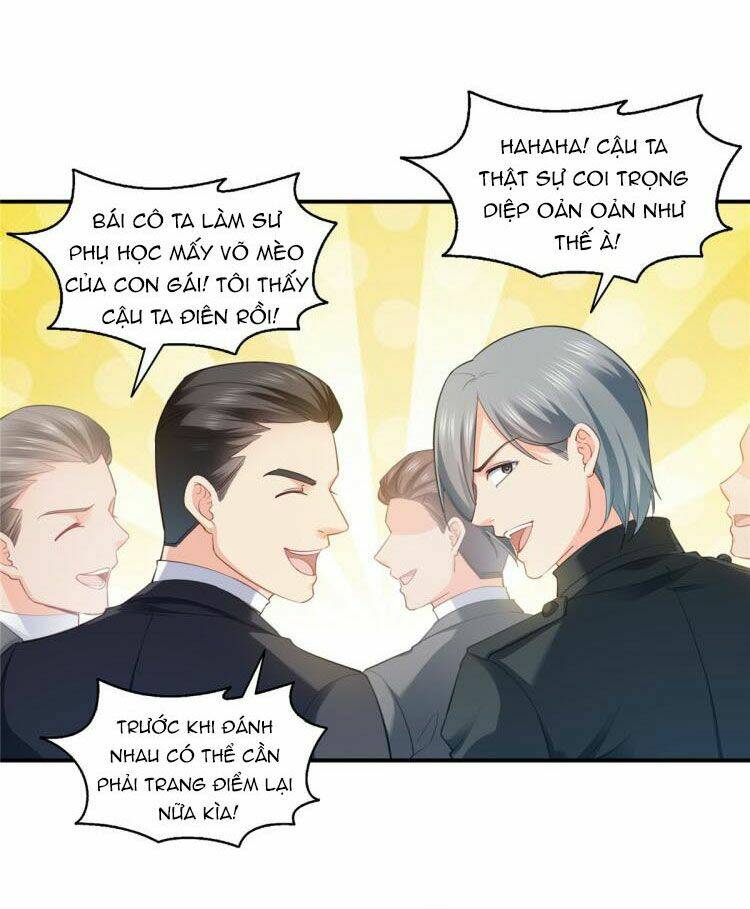 HAHAHA! CẬU TA
THẬT SỰ COI TRỌNG
DIỆP OẢN OẢN NHƯ
THẾ À!
BÁI CÔ TA LÀM SƯ
PHỤ HỌC MẤY VÕ MÈO
CỦA CON GÁI! TÔI THẤY
CẬU TA ĐIÊN RỒI!
TRƯỚC KHI ĐÁNH
NHAU CÓ THỂ CẦN
PHẢI TRANG ĐIỂM LẠI
NỮA KÌA!